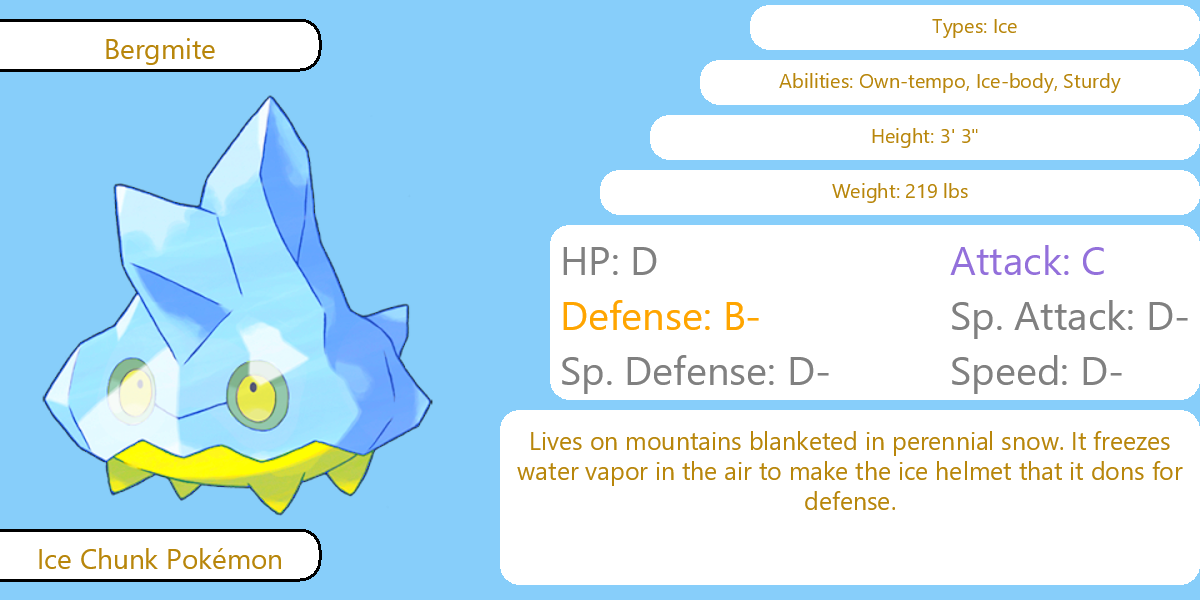 Bergmite
Types: Ice
Abilities: Own-tempo, Ice-body, Sturdy
Height: 3' 3"
Weight: 219 lbs
HP: D
Attack: C
Defense: B-
Sp. Attack: D-
Sp. Defense: D-
Speed: D-
Lives on mountains blanketed in perennial snow. It freezes
water vapor in the air to make the ice helmet that it dons for
defense.
Ice Chunk Pokémon